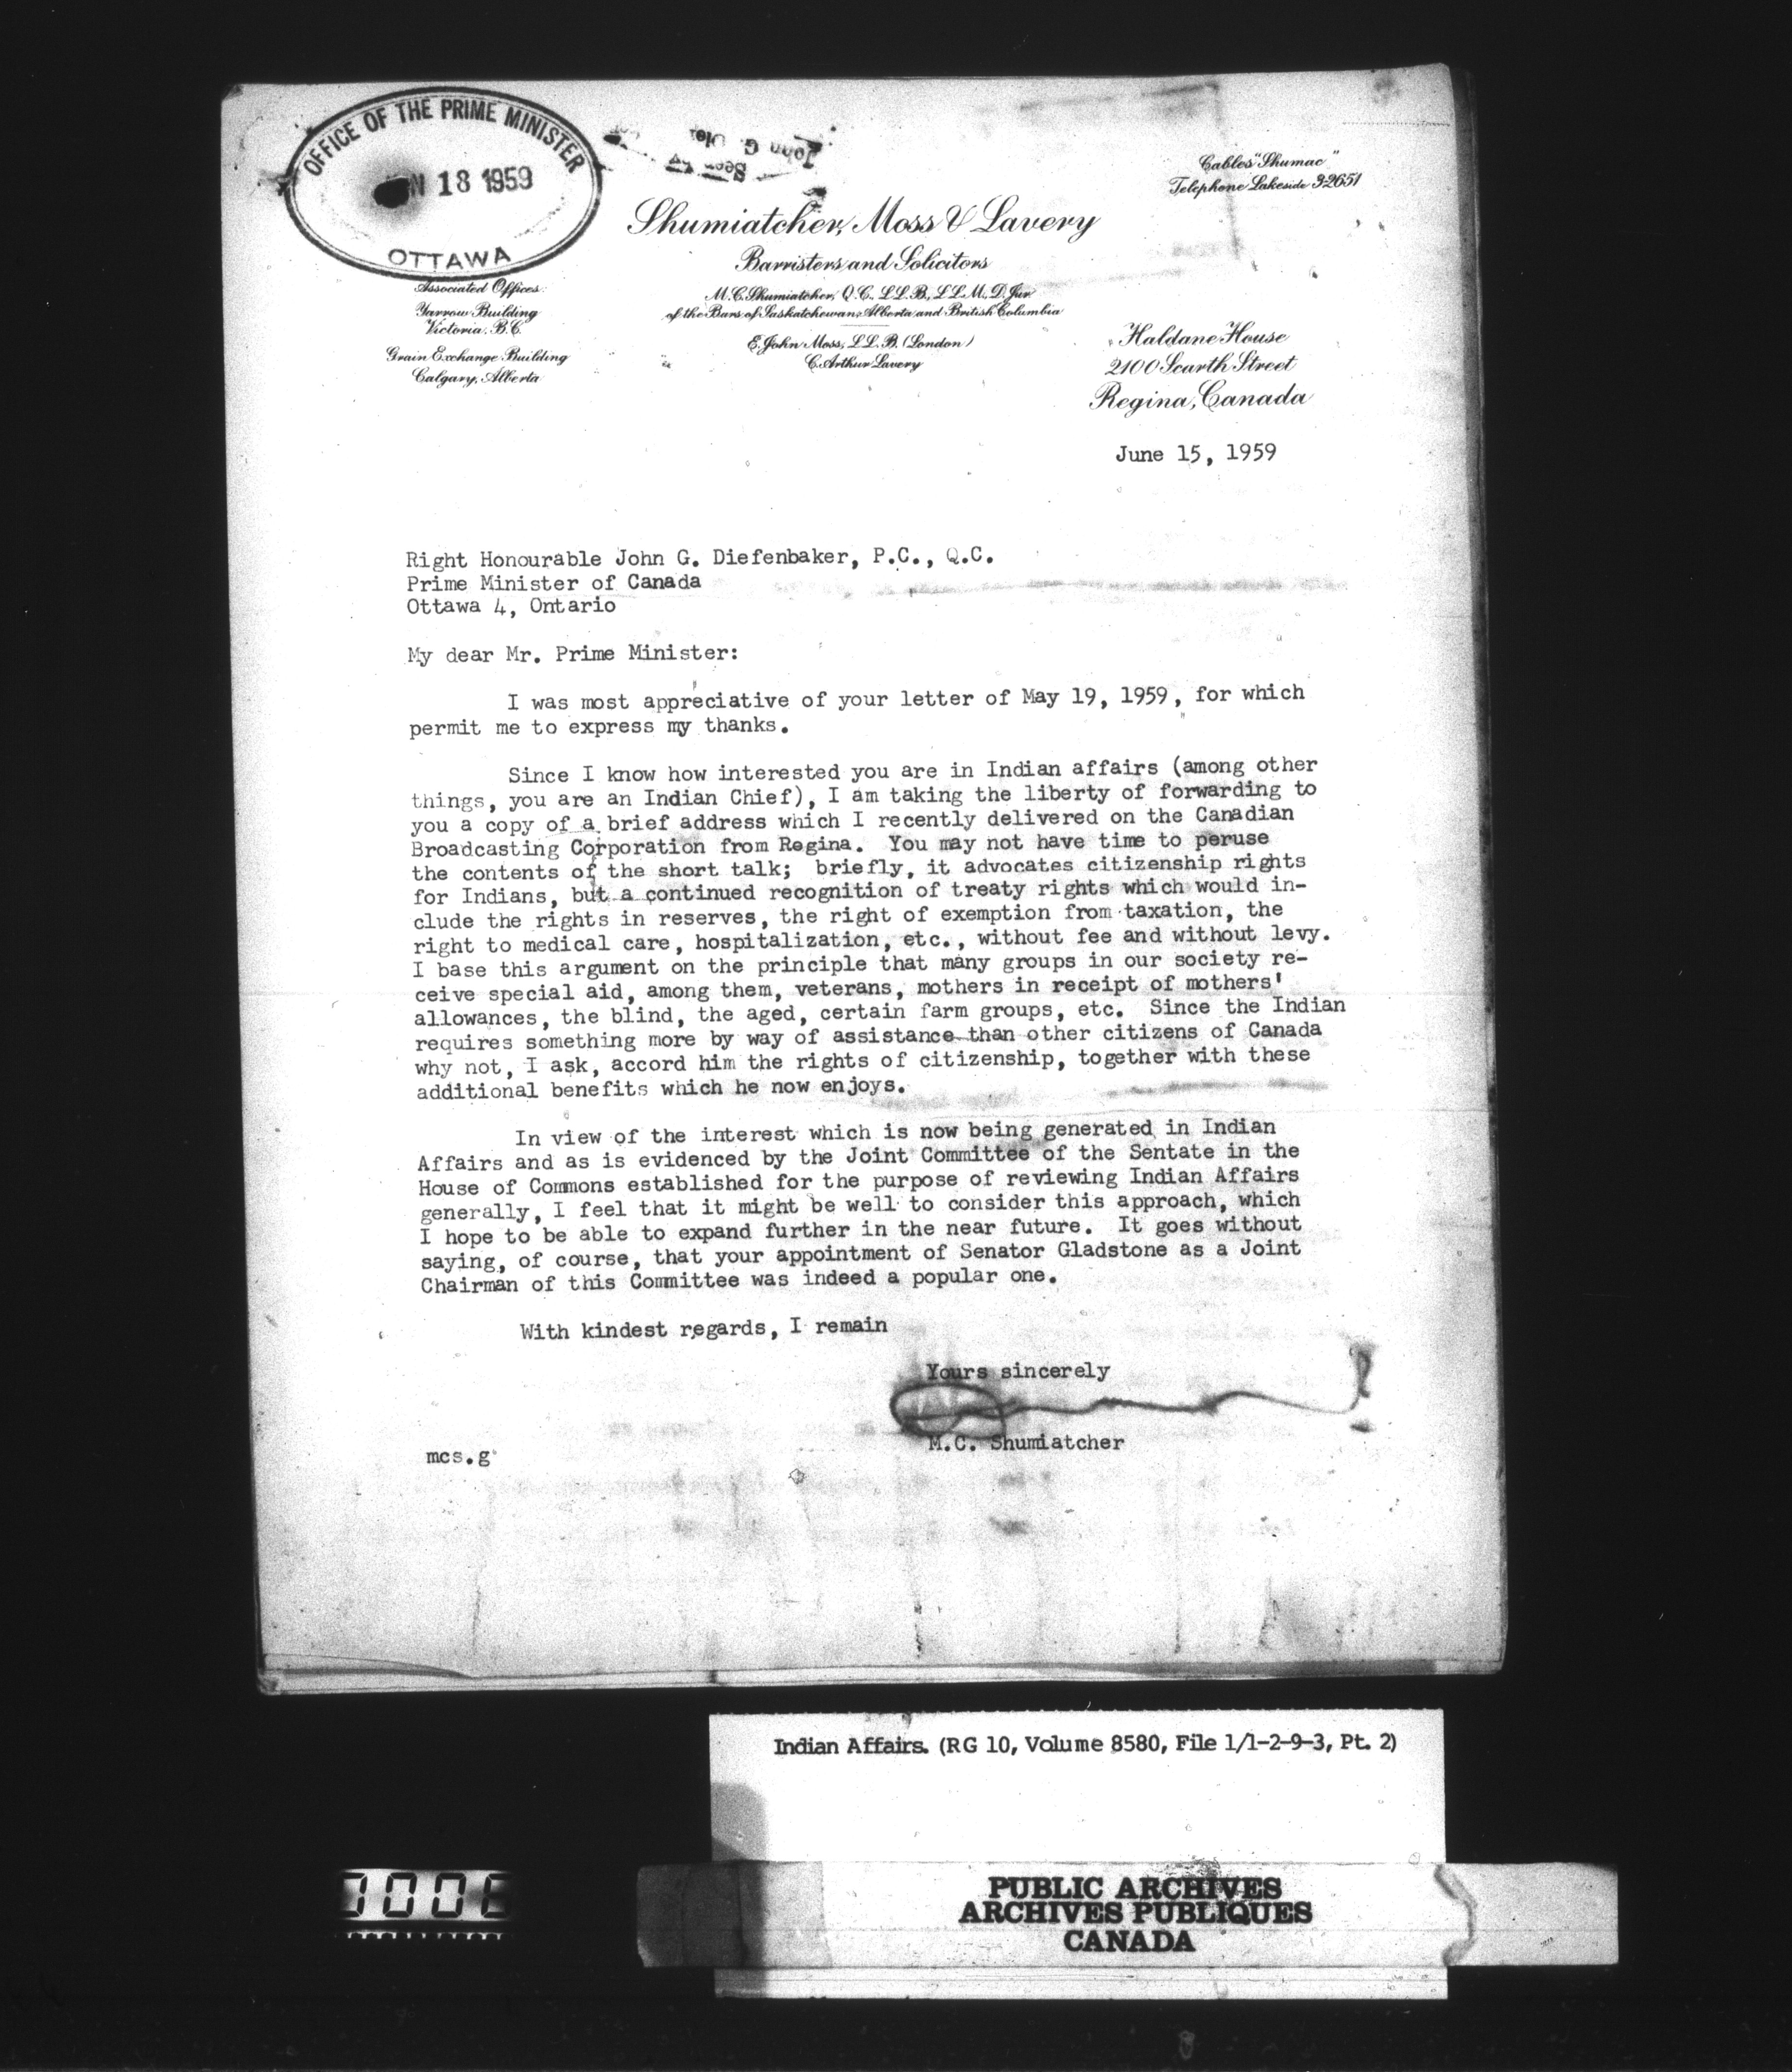 OFFICE OF THE PRIME MINISTER
18 1959
OTTAWA
Seen by
John G.
Cables "Shumac"
Telephone Lakeside 3-2651
Shumiatcher, Moss & Lavery
Barristers and Solicitors
M.C. Shumiatcher, Q.C., LL.B., LL.M., D.Jur.
of the Bars of Saskatchewan, Alberta and British Columbia
E. John Moss, LL.B. (London)
C. Arthur Lavery
Associated Offices:
Yarrow Building
Victoria, B.C.
Grain Exchange Building
Calgary, Alberta
Haldane House
2100 Scarth Street
Regina, Canada
June 15, 1959
Right Honourable John G. Diefenbaker, P.C., Q.C.
Prime Minister of Canada
Ottawa 4, Ontario
My dear Mr. Prime Minister:
I was most appreciative of your letter of May 19, 1959, for which
permit me to express my thanks.
Since I know how interested you are in Indian affairs (among other
things, you are an Indian Chief), I am taking the liberty of forwarding to
you a copy of a brief address which I recently delivered on the Canadian
Broadcasting Corporation from Regina. You may not have time to peruse
the contents of the short talk; briefly, it advocates citizenship rights
for Indians, but a continued recognition of treaty rights which would in-
clude the rights in reserves, the right of exemption from taxation, the
right to medical care, hospitalization, etc., without fee and without levy.
I base this argument on the principle that many groups in our society re-
ceive special aid, among them, veterans, mothers in receipt of mothers'
allowances, the blind, the aged, certain farm groups, etc. Since the Indian
requires something more by way of assistance than other citizens of Canada
why not, I ask, accord him the rights of citizenship, together with these
additional benefits which he now enjoys.
In view of the interest which is now being generated in Indian
Affairs and as is evidenced by the Joint Committee of the Sentate in the
House of Commons established for the purpose of reviewing Indian Affairs
generally, I feel that it might be well to consider this approach, which
I hope to be able to expand further in the near future. It goes without
saying, of course, that your appointment of Senator Gladstone as a Joint
Chairman of this Committee was indeed a popular one.
With kindest regards, I remain
Yours sincerely
M.C. Shumiatcher
mcs.g
Indian Affairs. (RG 10, Volume 8580, File 1/1-2-9-3, Pt. 2)
PUBLIC ARCHIVES
ARCHIVES PUBLIQUES
CANADA